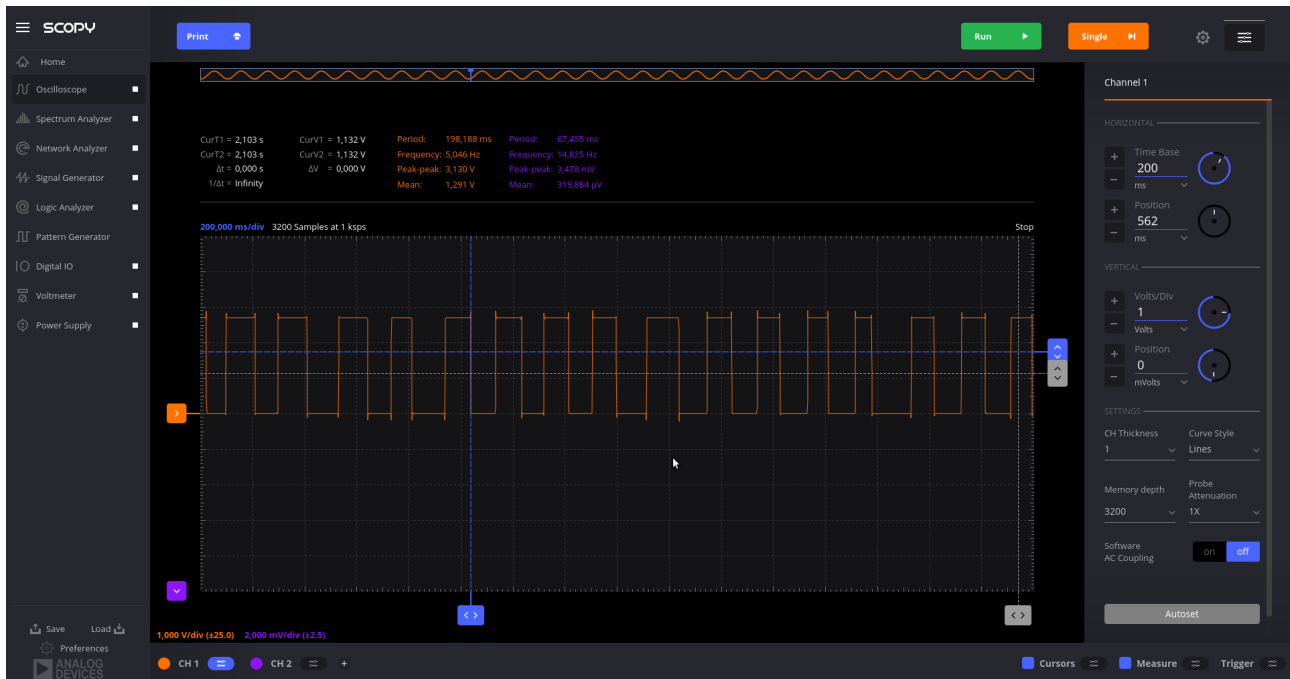 SCOPY
Print
Run
Single
Home
Oscilloscope
Spectrum Analyzer
Network Analyzer
Signal Generator
Logic Analyzer
Pattern Generator
Digital IO
Voltmeter
Power Supply
Save Load
Preferences
ANALOG
DEVICES
CurT1 = 2,103 s CurV1 = 1,132 V Period: 198,188 ms Period: 67,455 ms
CurT2 = 2,103 s CurV2 = 1,132 V Frequency: 5,046 Hz Frequency: 14,825 Hz
Δt = 0,000 s ΔV = 0,000 V Peak-peak: 3,130 V Peak-peak: 3,478 mV
1/Δt = Infinity Mean: 1,291 V Mean: 319,884 µV
200,000 ms/div 3200 Samples at 1 ksps Stop
1,000 V/div (±25.0) 2,000 mV/div (±2.5)
CH 1 CH 2 + Cursors Measure Trigger
Channel 1
HORIZONTAL
Time Base
+ 200
- ms
Position
+ 562
- ms
VERTICAL
Volts/Div
+ 1
- Volts
Position
+ 0
- mVolts
SETTINGS
CH Thickness Curve Style
1 Lines
Memory depth Probe Attenuation
3200 1X
Software
AC Coupling on off
Autoset